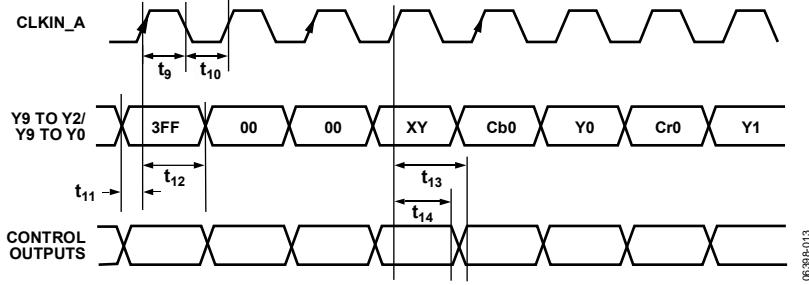 CLKIN_A
t9
t10
Y9 TO Y2/
Y9 TO Y0
3FF
00
00
XY
Cb0
Y0
Cr0
Y1
t11
t12
t13
t14
CONTROL
OUTPUTS
06398-013